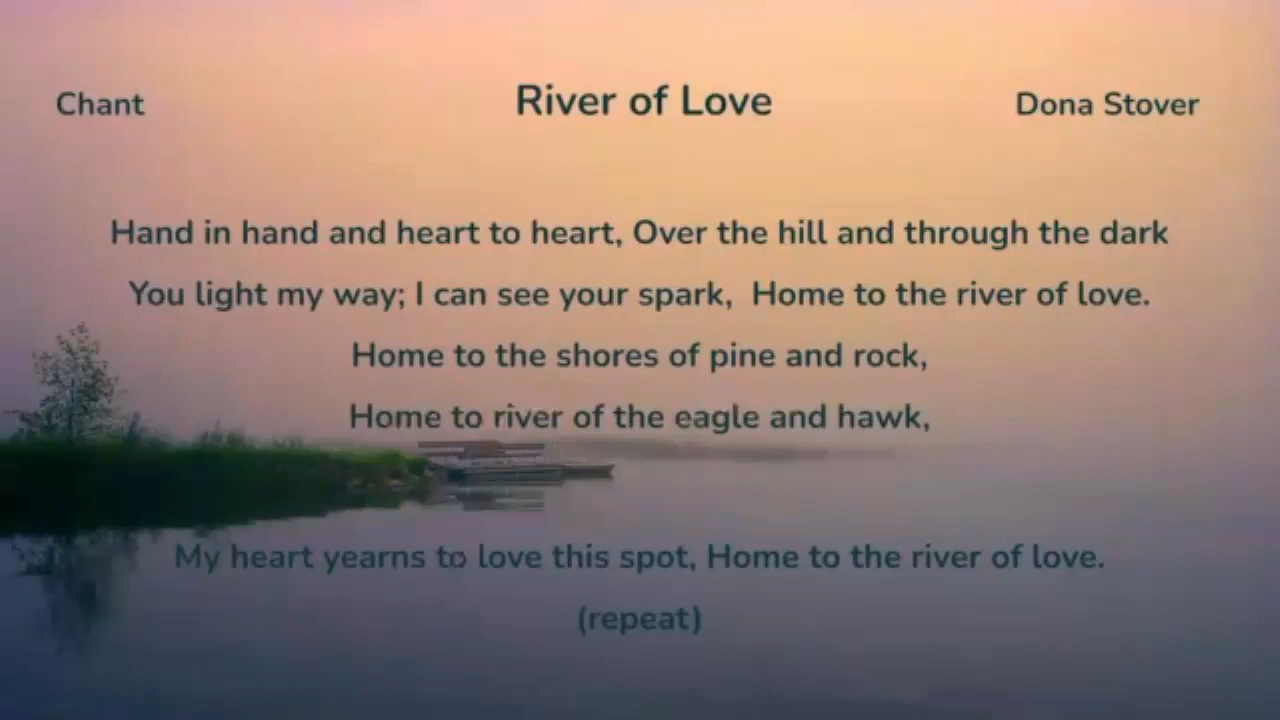 Chant River of Love Dona Stover
Hand in hand and heart to heart, Over the hill and through the dark
You light my way; I can see your spark, Home to the river of love.
Home to the shores of pine and rock,
Home to river of the eagle and hawk,
My heart yearns to love this spot, Home to the river of love.
(repeat)